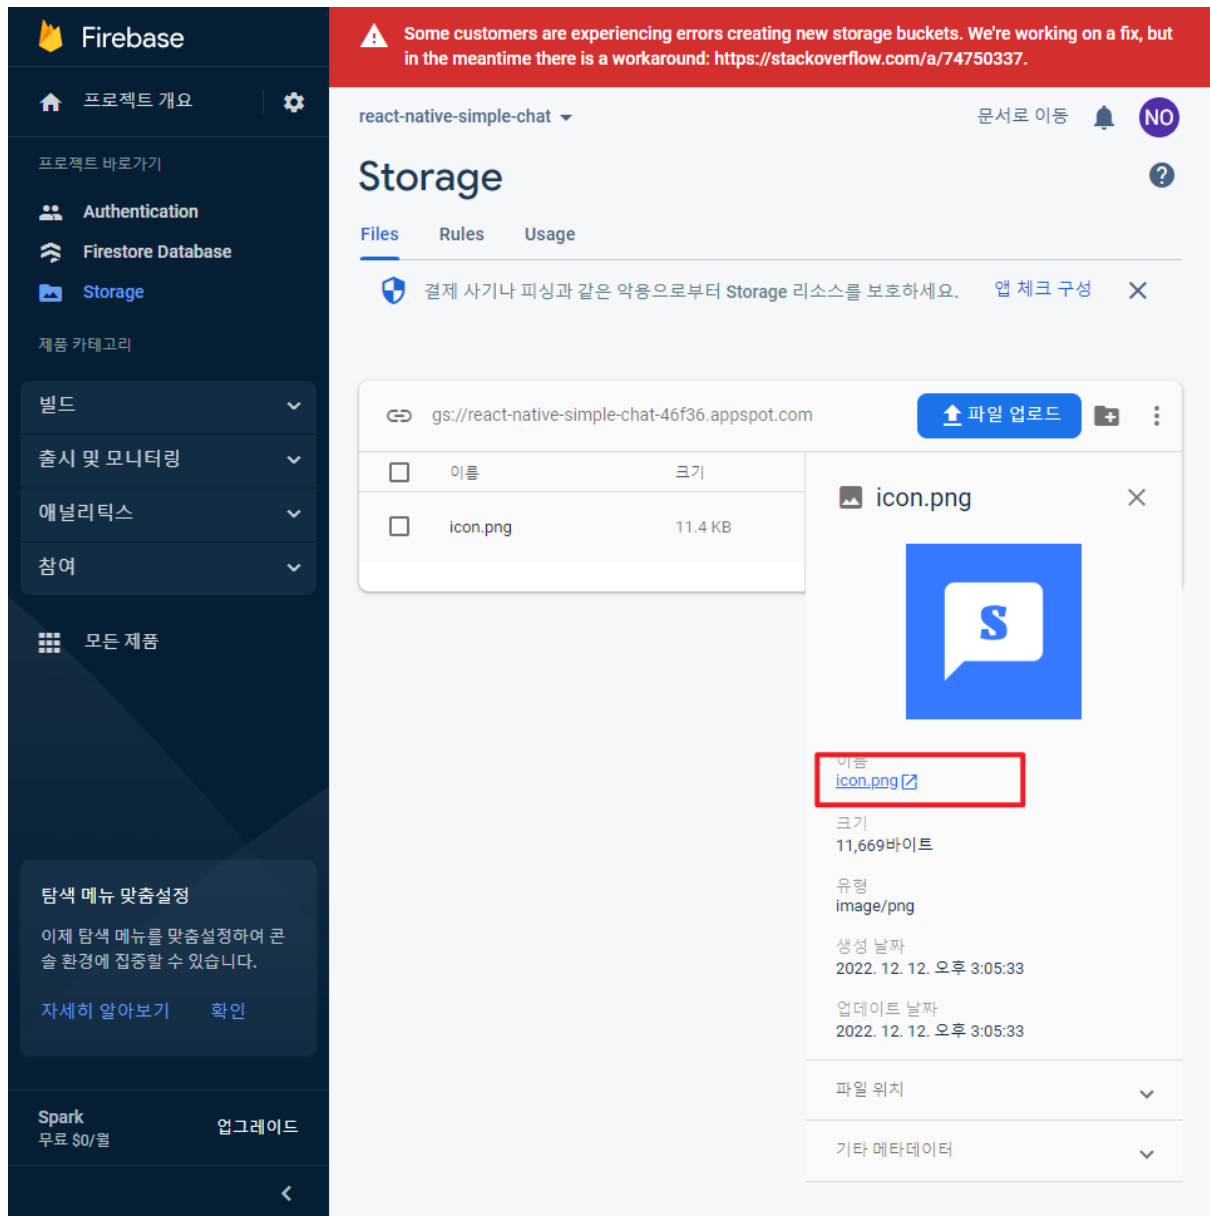 Firebase
프로젝트 개요
프로젝트 바로가기
Authentication
Firestore Database
Storage
제품 카테고리
빌드
출시 및 모니터링
애널리틱스
참여
모든 제품
탐색 메뉴 맞춤설정
이제 탐색 메뉴를 맞춤설정하여 콘
솔 환경에 집중할 수 있습니다.
자세히 알아보기 확인
Spark
무료 $0/월
업그레이드
Some customers are experiencing errors creating new storage buckets. We're working on a fix, but
in the meantime there is a workaround: https://stackoverflow.com/a/74750337.
react-native-simple-chat
문서로 이동
NO
Storage
Files Rules Usage
결제 사기나 피싱과 같은 악용으로부터 Storage 리소스를 보호하세요. 앱 체크 구성
gs://react-native-simple-chat-46f36.appspot.com
파일 업로드
이름 크기
icon.png 11.4 KB
icon.png
S
이름
icon.png
크기
11,669바이트
유형
image/png
생성 날짜
2022. 12. 12. 오후 3:05:33
업데이트 날짜
2022. 12. 12. 오후 3:05:33
파일 위치
기타 메타데이터